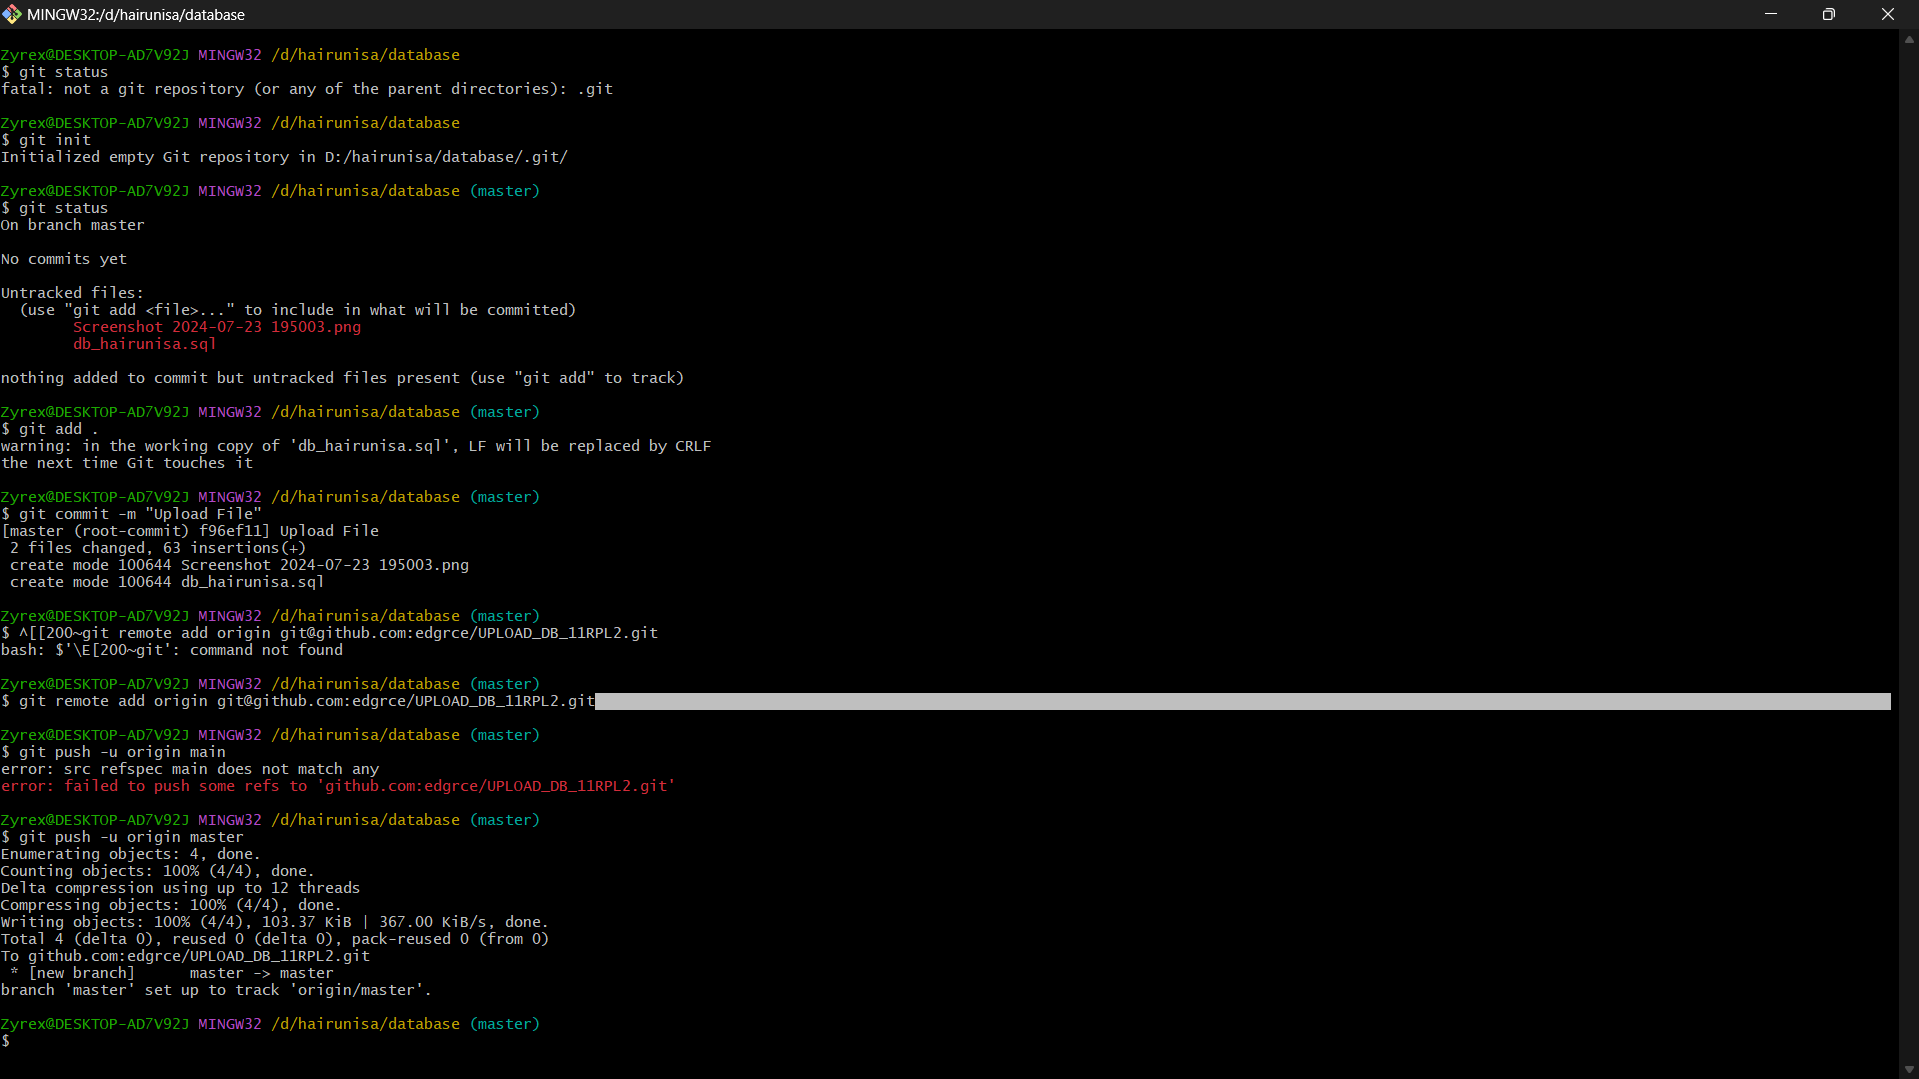 MINGW32:/d/hairunisa/database
Zyrex@DESKTOP-AD7V92J MINGW32 /d/hairunisa/database
$ git status
fatal: not a git repository (or any of the parent directories): .git
Zyrex@DESKTOP-AD7V92J MINGW32 /d/hairunisa/database
$ git init
Initialized empty Git repository in D:/hairunisa/database/.git/
Zyrex@DESKTOP-AD7V92J MINGW32 /d/hairunisa/database (master)
$ git status
On branch master
No commits yet
Untracked files:
  (use "git add <file>..." to include in what will be committed)
        Screenshot 2024-07-23 195003.png
        db_hairunisa.sql
nothing added to commit but untracked files present (use "git add" to track)
Zyrex@DESKTOP-AD7V92J MINGW32 /d/hairunisa/database (master)
$ git add .
warning: in the working copy of 'db_hairunisa.sql', LF will be replaced by CRLF
the next time Git touches it
Zyrex@DESKTOP-AD7V92J MINGW32 /d/hairunisa/database (master)
$ git commit -m "Upload File"
[master (root-commit) f96ef11] Upload File
 2 files changed, 63 insertions(+)
 create mode 100644 Screenshot 2024-07-23 195003.png
 create mode 100644 db_hairunisa.sql
Zyrex@DESKTOP-AD7V92J MINGW32 /d/hairunisa/database (master)
$ ^[[200~git remote add origin git@github.com:edgrce/UPLOAD_DB_11RPL2.git
bash: $'\E[200~git': command not found
Zyrex@DESKTOP-AD7V92J MINGW32 /d/hairunisa/database (master)
$ git remote add origin git@github.com:edgrce/UPLOAD_DB_11RPL2.git
Zyrex@DESKTOP-AD7V92J MINGW32 /d/hairunisa/database (master)
$ git push -u origin main
error: src refspec main does not match any
error: failed to push some refs to 'github.com:edgrce/UPLOAD_DB_11RPL2.git'
Zyrex@DESKTOP-AD7V92J MINGW32 /d/hairunisa/database (master)
$ git push -u origin master
Enumerating objects: 4, done.
Counting objects: 100% (4/4), done.
Delta compression using up to 12 threads
Compressing objects: 100% (4/4), done.
Writing objects: 100% (4/4), 103.37 KiB | 367.00 KiB/s, done.
Total 4 (delta 0), reused 0 (delta 0), pack-reused 0 (from 0)
To github.com:edgrce/UPLOAD_DB_11RPL2.git
 * [new branch]      master -> master
branch 'master' set up to track 'origin/master'.
Zyrex@DESKTOP-AD7V92J MINGW32 /d/hairunisa/database (master)
$